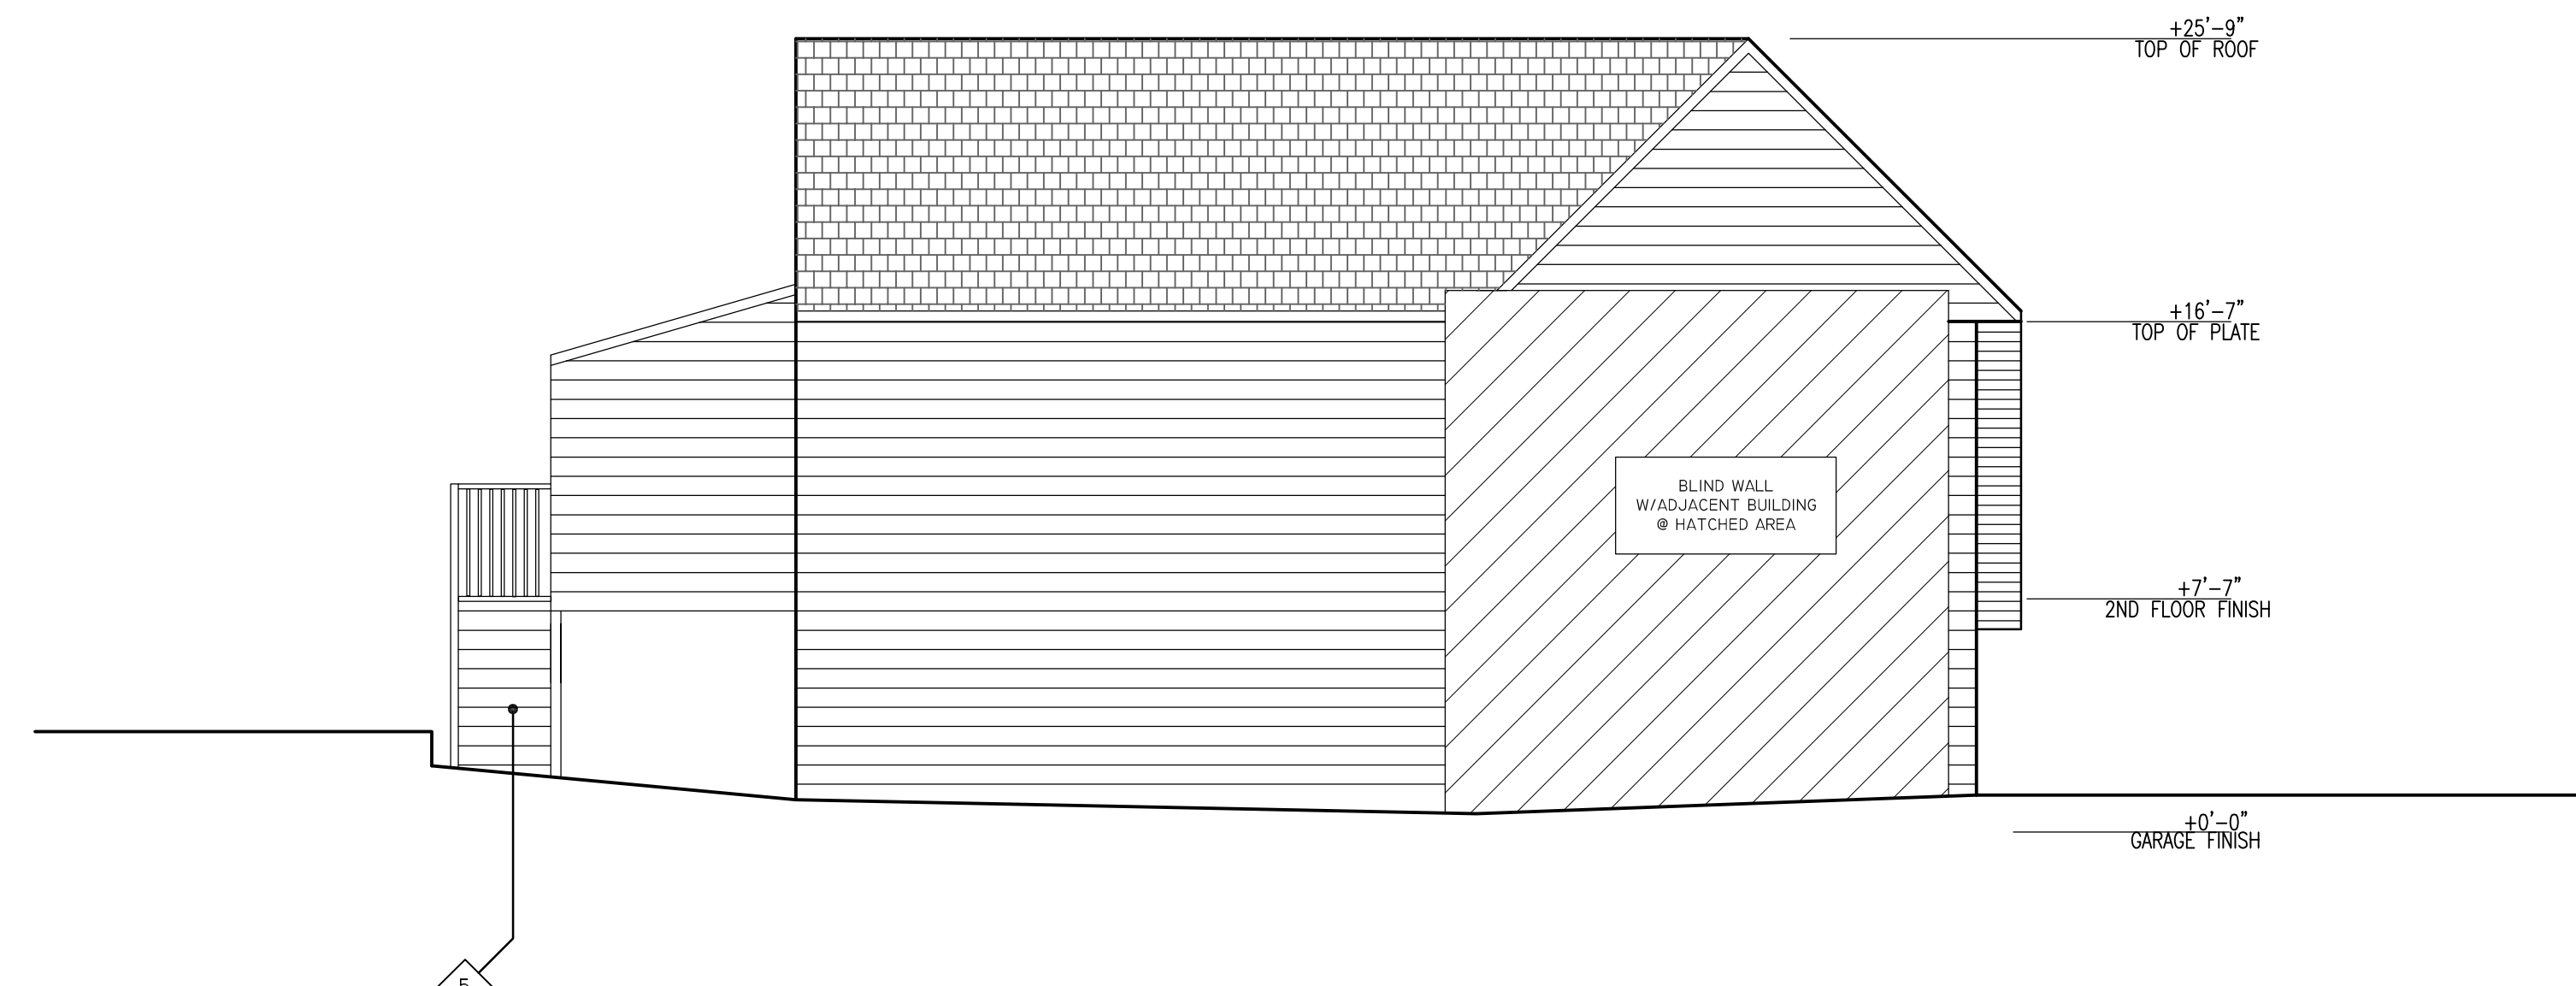 +25'-9"
TOP OF ROOF
+16'-7"
TOP OF PLATE
BLIND WALL
W/ADJACENT BUILDING
@ HATCHED AREA
+7'-7"
2ND FLOOR FINISH
+0'-0"
GARAGE FINISH
5